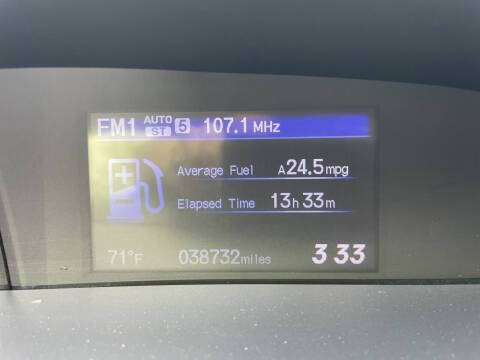 FM1 AUTO ST 5 107.1 MHz
Average Fuel A24.5mpg
Elapsed Time 13h 33m
71°F 038732miles 3 33